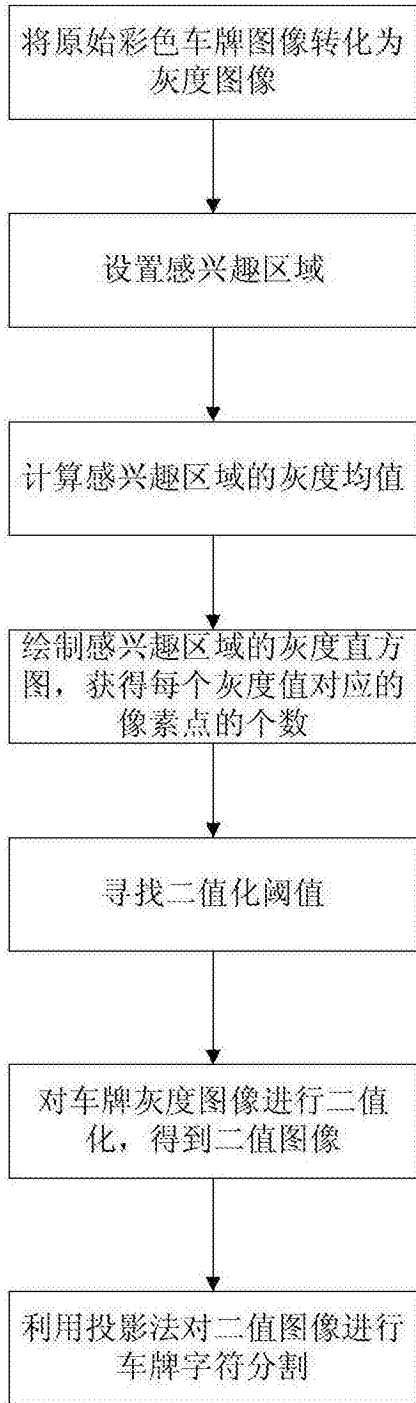 将原始彩色车牌图像转化为
灰度图像
设置感兴趣区域
计算感兴趣区域的灰度均值
绘制感兴趣区域的灰度直方
图，获得每个灰度值对应的
像素点的个数
寻找二值化阈值
对车牌灰度图像进行二值
化，得到二值图像
利用投影法对二值图像进行
车牌字符分割